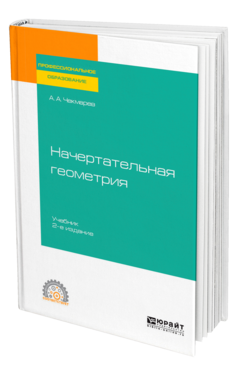 ПРОФЕССИОНАЛЬНОЕ
ОБРАЗОВАНИЕ
А. А. Чекмарев
Начертательная
геометрия
Учебник
2-е издание
юрайт